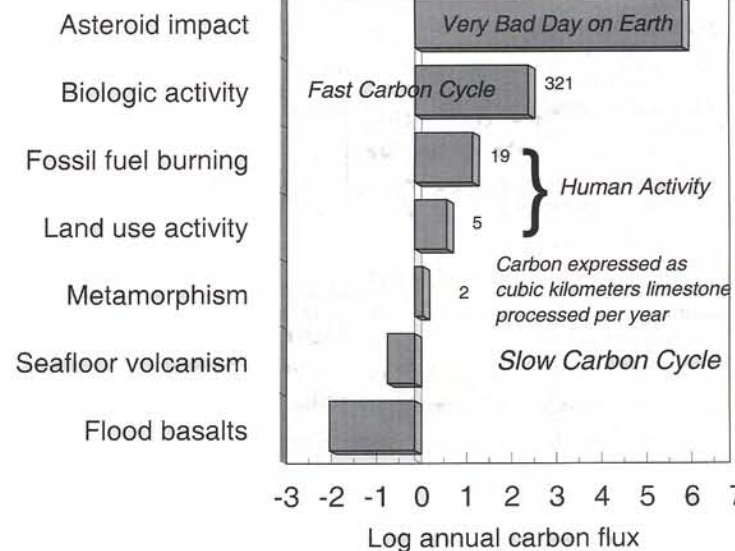 Asteroid impact
Very Bad Day on Earth
Biologic activity
Fast Carbon Cycle
321
Fossil fuel burning
19
Human Activity
Land use activity
5
Carbon expressed as
cubic kilometers limestone
processed per year
Metamorphism
2
Seafloor volcanism
Slow Carbon Cycle
Flood basalts
-3 -2 -1 0 1 2 3 4 5 6 7
Log annual carbon flux